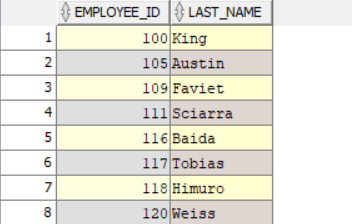 EMPLOYEE_ID LAST_NAME
1 100 King
2 105 Austin
3 109 Faviet
4 111 Sciarra
5 116 Baida
6 117 Tobias
7 118 Himuro
8 120 Weiss